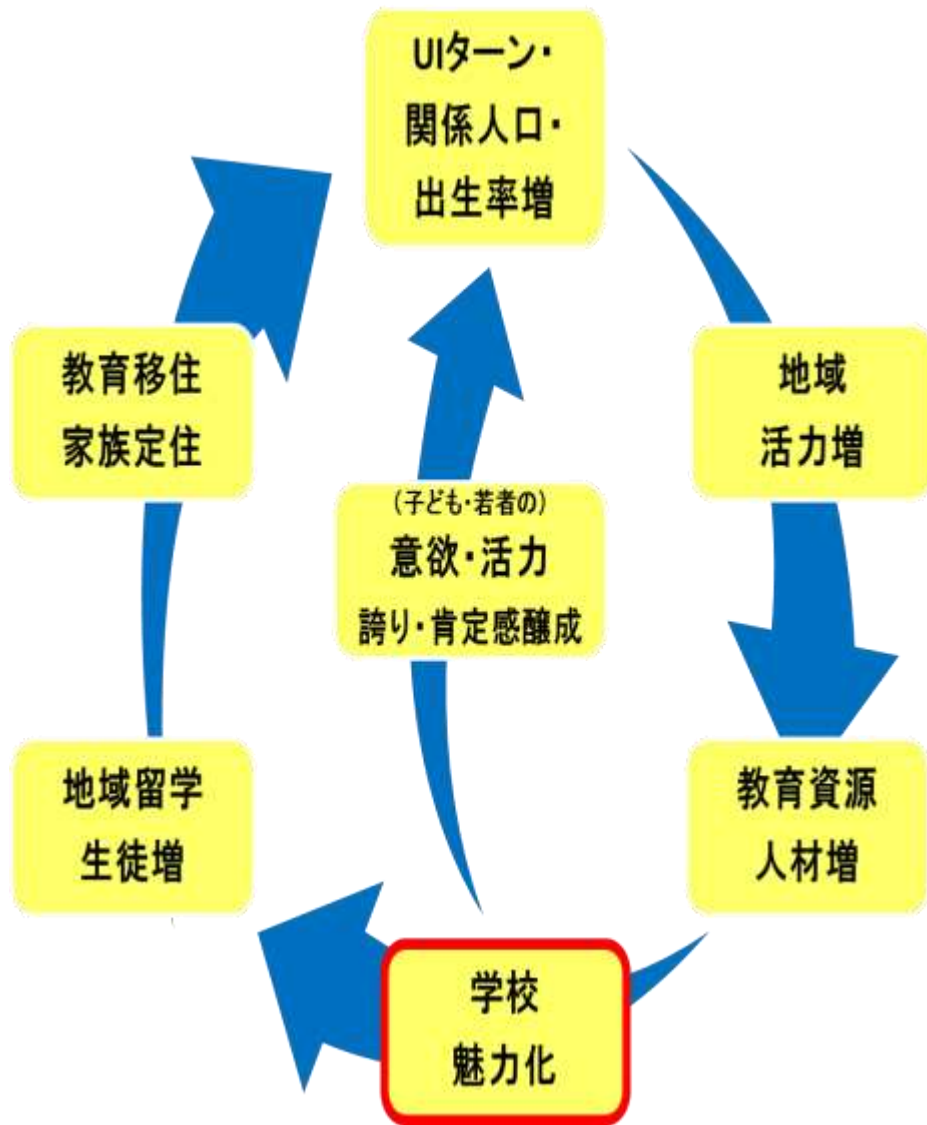 UIターン・
関係人口・
出生率増
教育移住
家族定住
地域
活力増
(子ども・若者の)
意欲・活力
誇り・肯定感醸成
地域留学
生徒増
教育資源
人材増
学校
魅力化